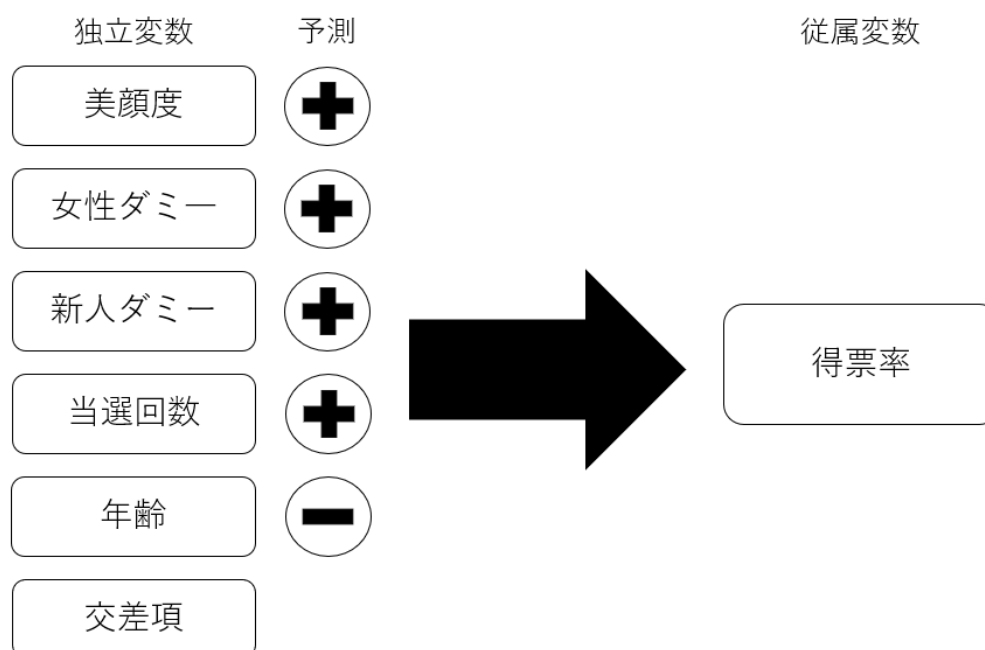 独立変数 予測 従属変数
美顔度
女性ダミー
新人ダミー
当選回数
得票率
年齢
交差項